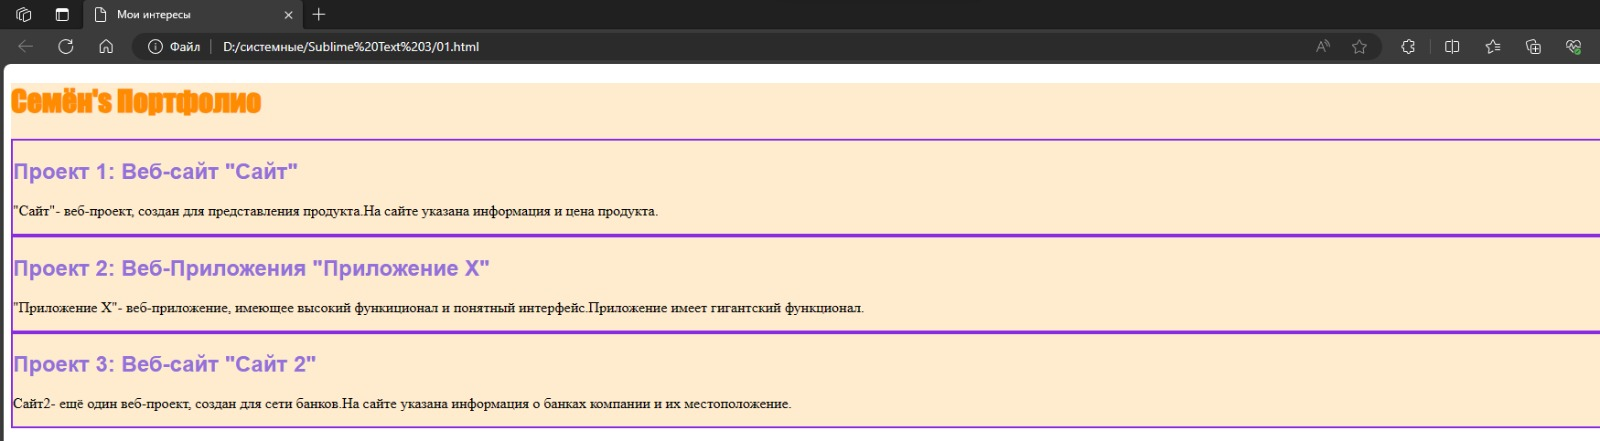 Мои интересы
Файл D:/системные/Sublime%20Text%203/01.html
Семён's Портфолио
Проект 1: Веб-сайт "Сайт"
"Сайт"- веб-проект, создан для представления продукта.На сайте указана информация и цена продукта.
Проект 2: Веб-Приложения "Приложение X"
"Приложение X"- веб-приложение, имеющее высокий функиционал и понятный интерфейс.Приложение имеет гигантский функционал.
Проект 3: Веб-сайт "Сайт 2"
Сайт2- ещё один веб-проект, создан для сети банков.На сайте указана информация о банках компании и их местоположение.